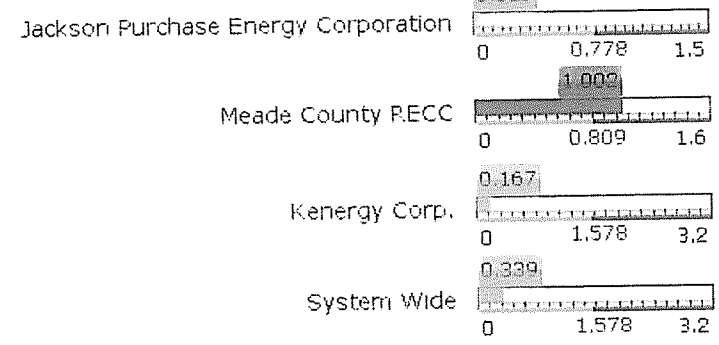 Jackson Purchase Energy Corporation
0 0.778 1.5
1.002
Meade County RECC
0 0.809 1.6
0.167
Kenergy Corp.
0 1.578 3.2
0.339
System Wide
0 1.578 3.2